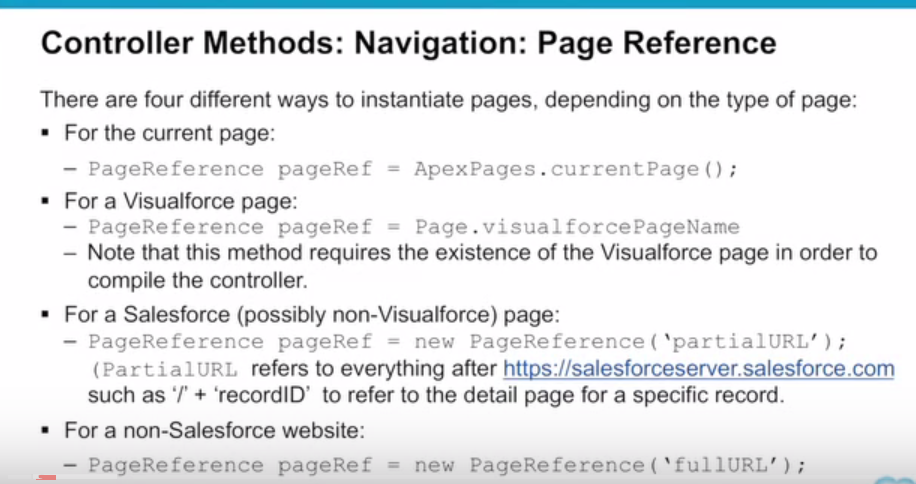 Controller Methods: Navigation: Page Reference
There are four different ways to instantiate pages, depending on the type of page:
▪ For the current page:
– PageReference pageRef = ApexPages.currentPage();
▪ For a Visualforce page:
– PageReference pageRef = Page.visualforcePageName
– Note that this method requires the existence of the Visualforce page in order to
compile the controller.
▪ For a Salesforce (possibly non-Visualforce) page:
– PageReference pageRef = new PageReference(‘partialURL’);
(PartialURL refers to everything after https://salesforceserver.salesforce.com
such as ‘/’ + ‘recordID’ to refer to the detail page for a specific record.
▪ For a non-Salesforce website:
– PageReference pageRef = new PageReference(‘fullURL’);